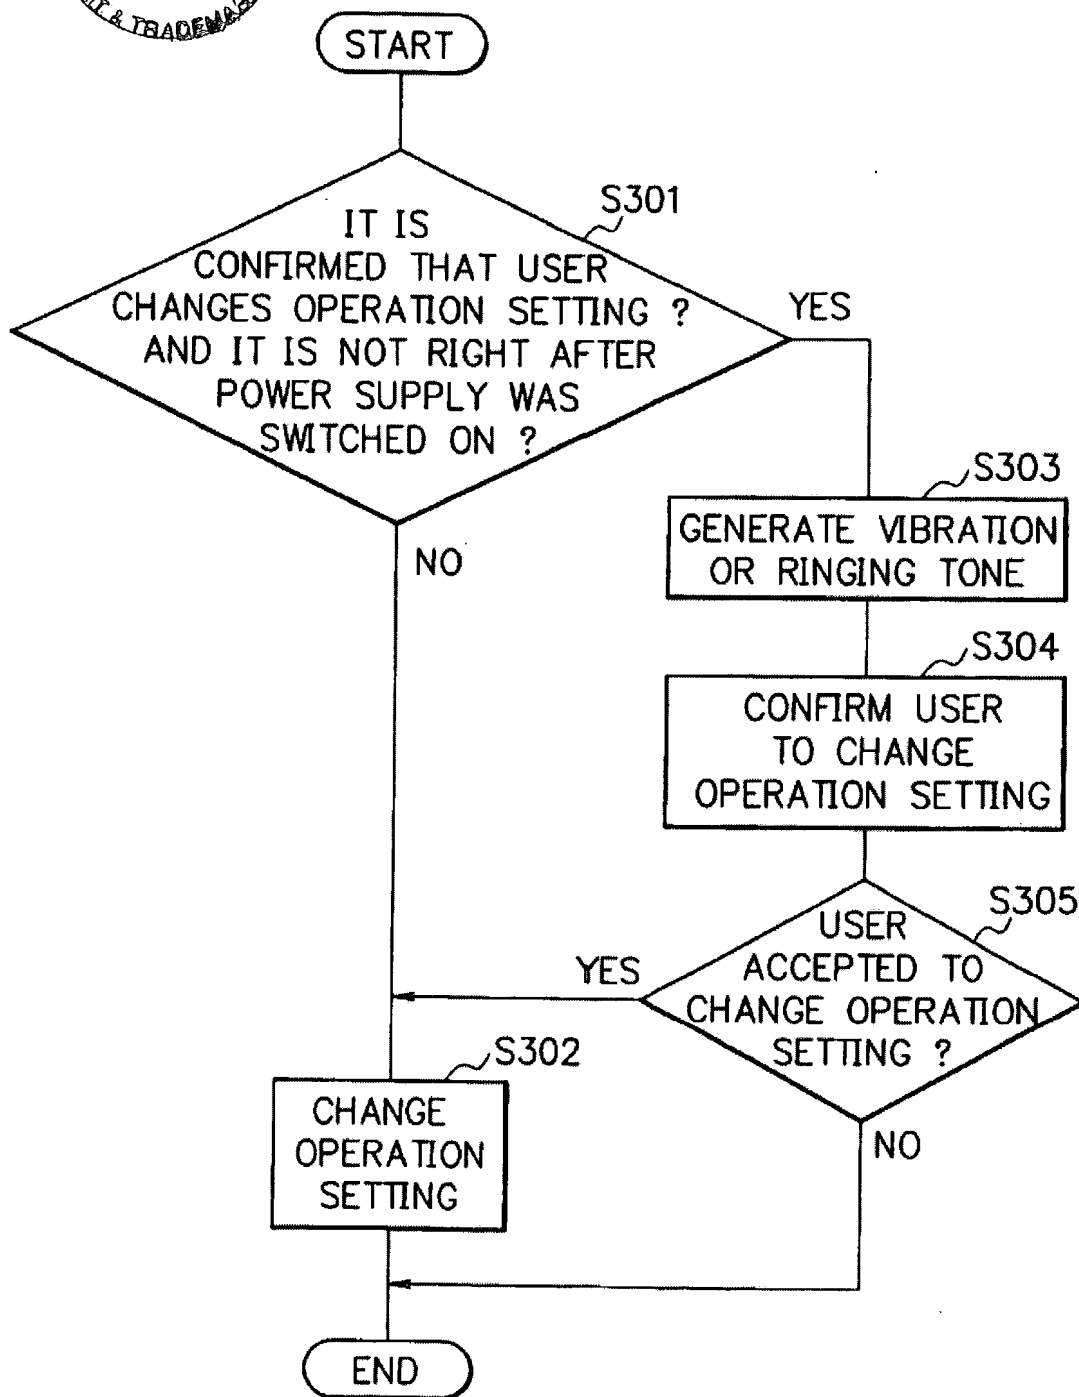 & TRADEMAR
START
S301
IT IS
CONFIRMED THAT USER
CHANGES OPERATION SETTING ?
AND IT IS NOT RIGHT AFTER
POWER SUPPLY WAS
SWITCHED ON ?
YES
NO
S303
GENERATE VIBRATION
OR RINGING TONE
S304
CONFIRM USER
TO CHANGE
OPERATION SETTING
S305
USER
ACCEPTED TO
CHANGE OPERATION
SETTING ?
YES
NO
S302
CHANGE
OPERATION
SETTING
END